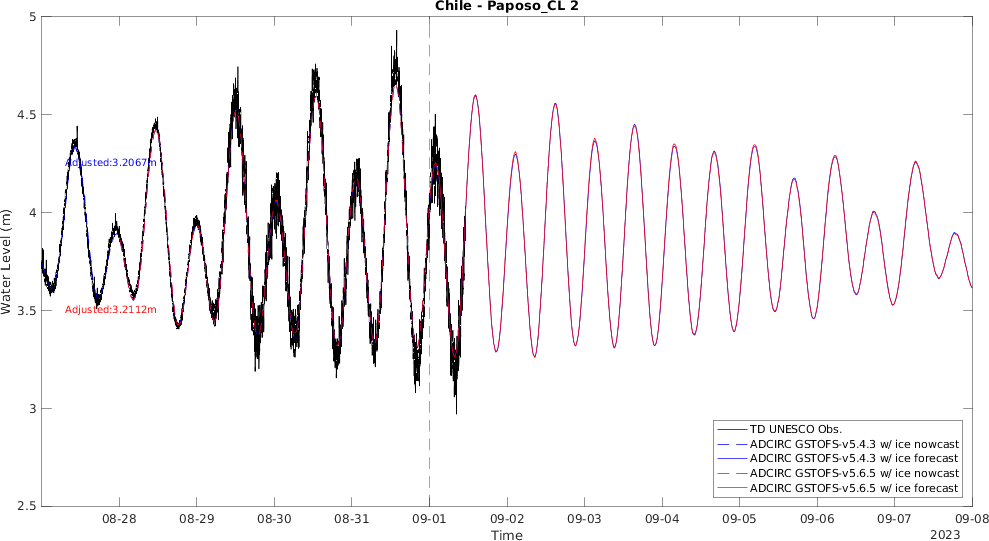 Chile - Paposo_CL 2
Water Level (m)
5
4.5
4
3.5
3
2.5
Adjusted:3.2067m
Adjusted:3.2112m
TD UNESCO Obs.
ADCIRC GSTOFS-v5.4.3 w/ ice nowcast
ADCIRC GSTOFS-v5.4.3 w/ ice forecast
ADCIRC GSTOFS-v5.6.5 w/ ice nowcast
ADCIRC GSTOFS-v5.6.5 w/ ice forecast
08-28 08-29 08-30 08-31 09-01 09-02 09-03 09-04 09-05 09-06 09-07 09-08
Time
2023